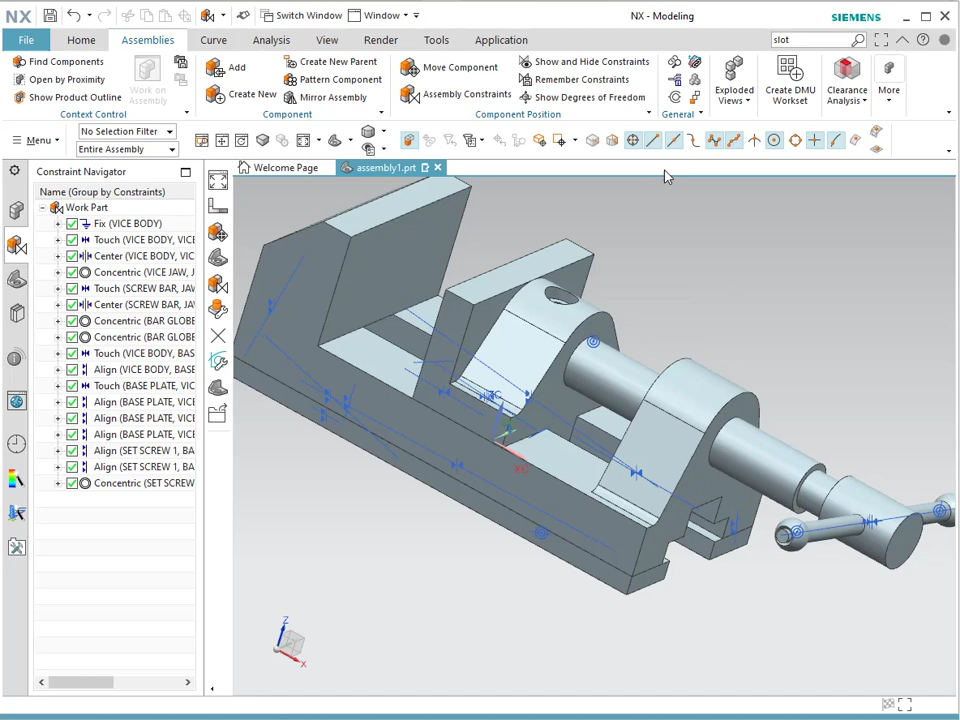 NX
Switch Window
Window
NX - Modeling
SIEMENS
File
Home
Assemblies
Curve
Analysis
View
Render
Tools
Application
slot
Find Components
Open by Proximity
Show Product Outline
Work on
Assembly
Context Control
Add
Create New
Create New Parent
Pattern Component
Mirror Assembly
Component
Move Component
Assembly Constraints
Show and Hide Constraints
Remember Constraints
Show Degrees of Freedom
Component Position
General
Exploded
Views
Create DMU
Workset
Clearance
Analysis
More
Menu
No Selection Filter
Entire Assembly
Welcome Page
assembly1.prt
Constraint Navigator
Name (Group by Constraints)
Work Part
Fix (VICE BODY)
Touch (VICE BODY, VICE
Center (VICE BODY, VIC
Concentric (VICE JAW, J
Touch (SCREW BAR, JAW
Center (SCREW BAR, JA
Concentric (BAR GLOBE
Concentric (BAR GLOBE
Touch (VICE BODY, BASE
Align (VICE BODY, BASE
Touch (BASE PLATE, VIC
Align (BASE PLATE, VICE
Align (BASE PLATE, VICE
Align (BASE PLATE, VICE
Align (SET SCREW 1, BA
Align (SET SCREW 1, BA
Concentric (SET SCREW
XC
Z
X